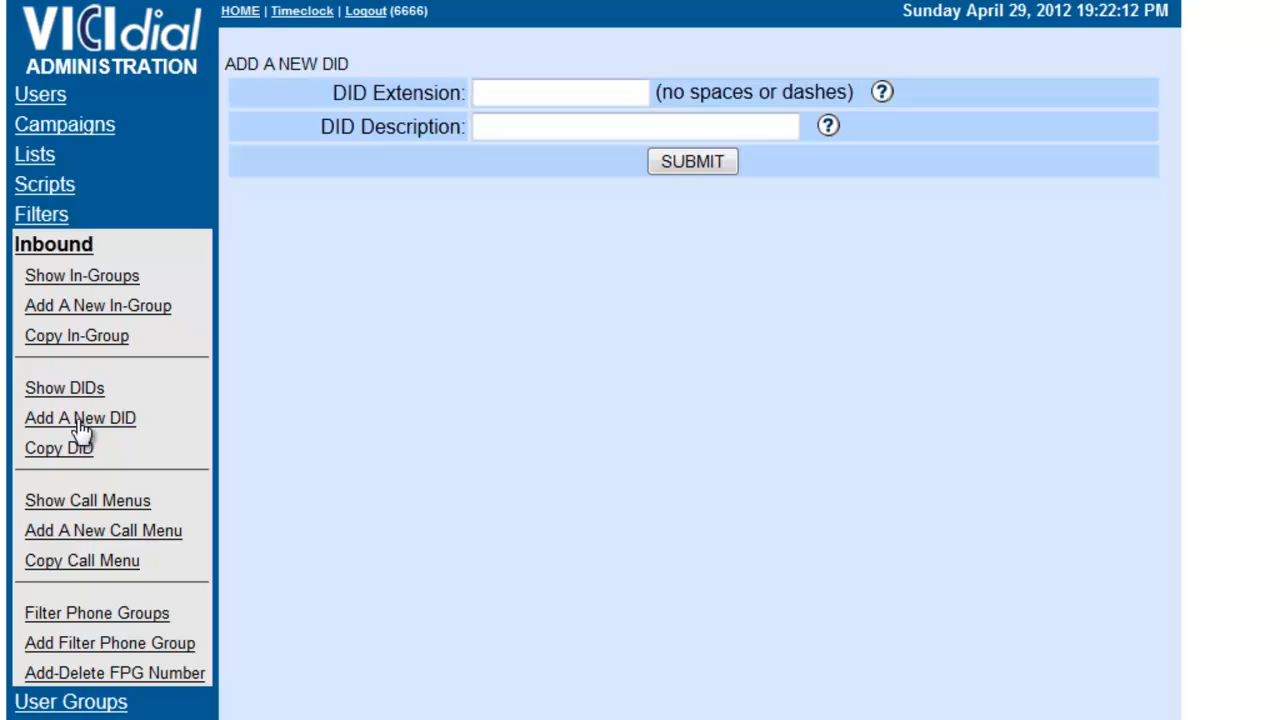 VICIdial
ADMINISTRATION
HOME | Timeclock | Logout (6666)
Sunday April 29, 2012 19:22:12 PM
Users
Campaigns
Lists
Scripts
Filters
Inbound
Show In-Groups
Add A New In-Group
Copy In-Group
Show DIDs
Add A New DID
Copy DID
Show Call Menus
Add A New Call Menu
Copy Call Menu
Filter Phone Groups
Add Filter Phone Group
Add-Delete FPG Number
User Groups
ADD A NEW DID
DID Extension: (no spaces or dashes) ?
DID Description: ?
SUBMIT